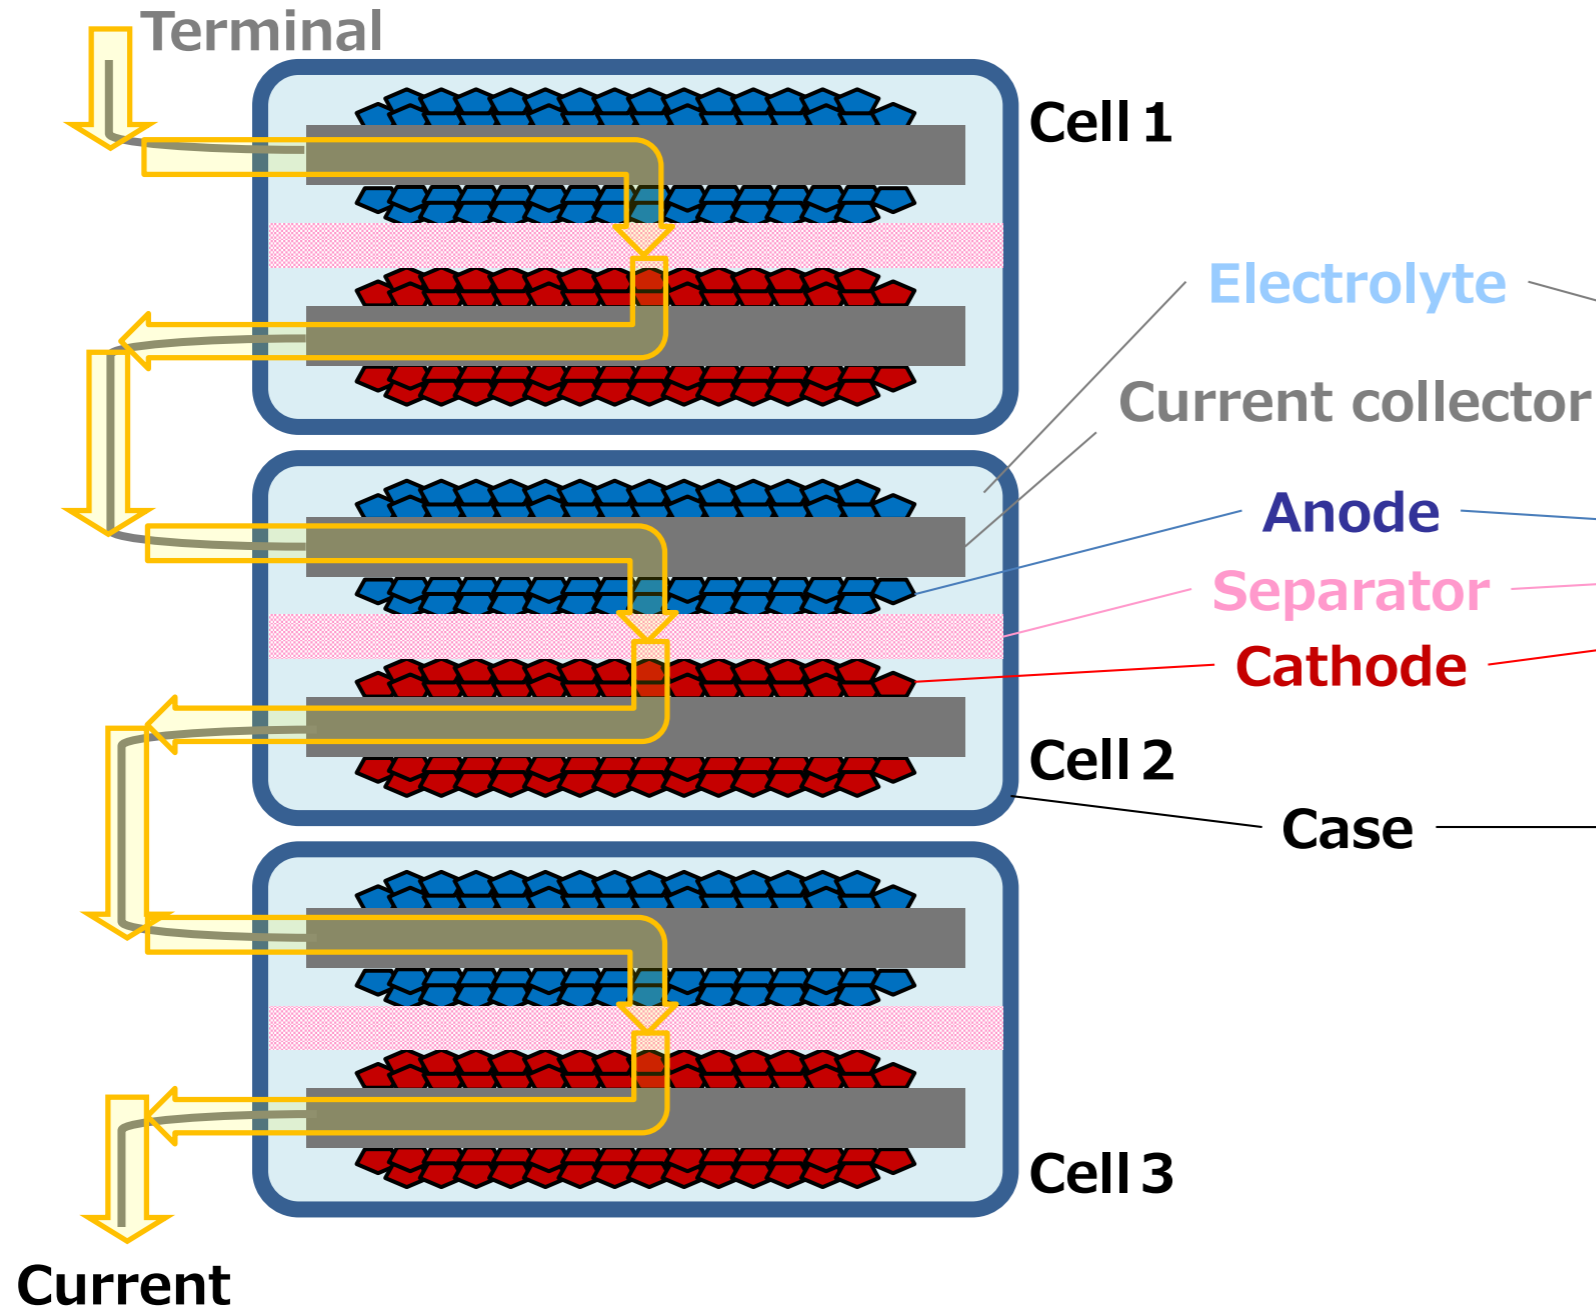 Terminal
Cell 1
Electrolyte
Current collector
Anode
Separator
Cathode
Cell 2
Case
Cell 3
Current